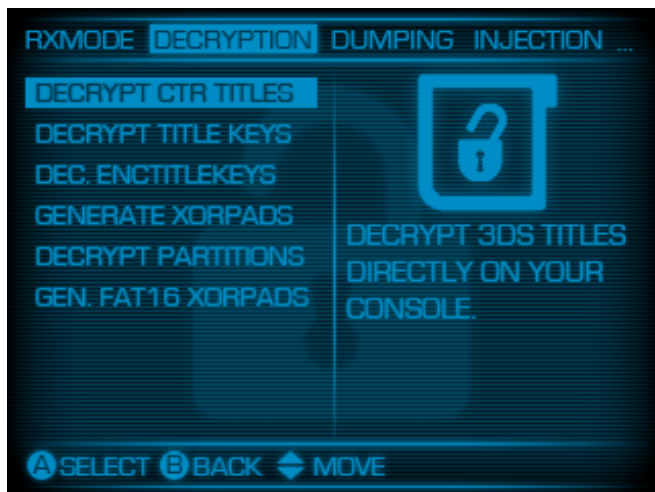 RXMODE DECRYPTION DUMPING INJECTION ...
DECRYPT CTR TITLES
DECRYPT TITLE KEYS
DEC. ENCTITLEKEYS
GENERATE XORPADS
DECRYPT PARTITIONS
GEN. FAT16 XORPADS
DECRYPT 3DS TITLES
DIRECTLY ON YOUR
CONSOLE.
A SELECT B BACK MOVE